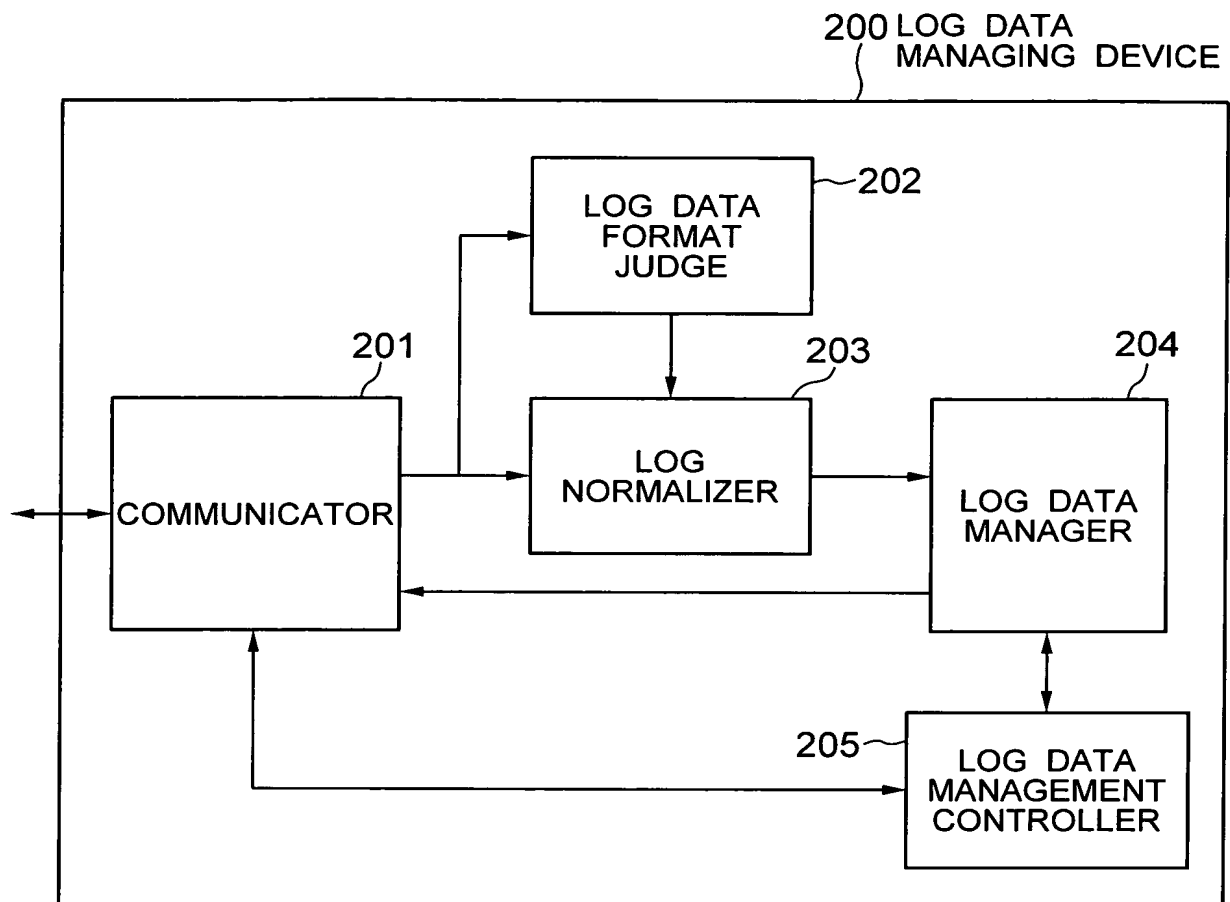 200 LOG DATA
MANAGING DEVICE
202
LOG DATA
FORMAT
JUDGE
201
203
204
COMMUNICATOR
LOG
NORMALIZER
LOG DATA
MANAGER
205
LOG DATA
MANAGEMENT
CONTROLLER